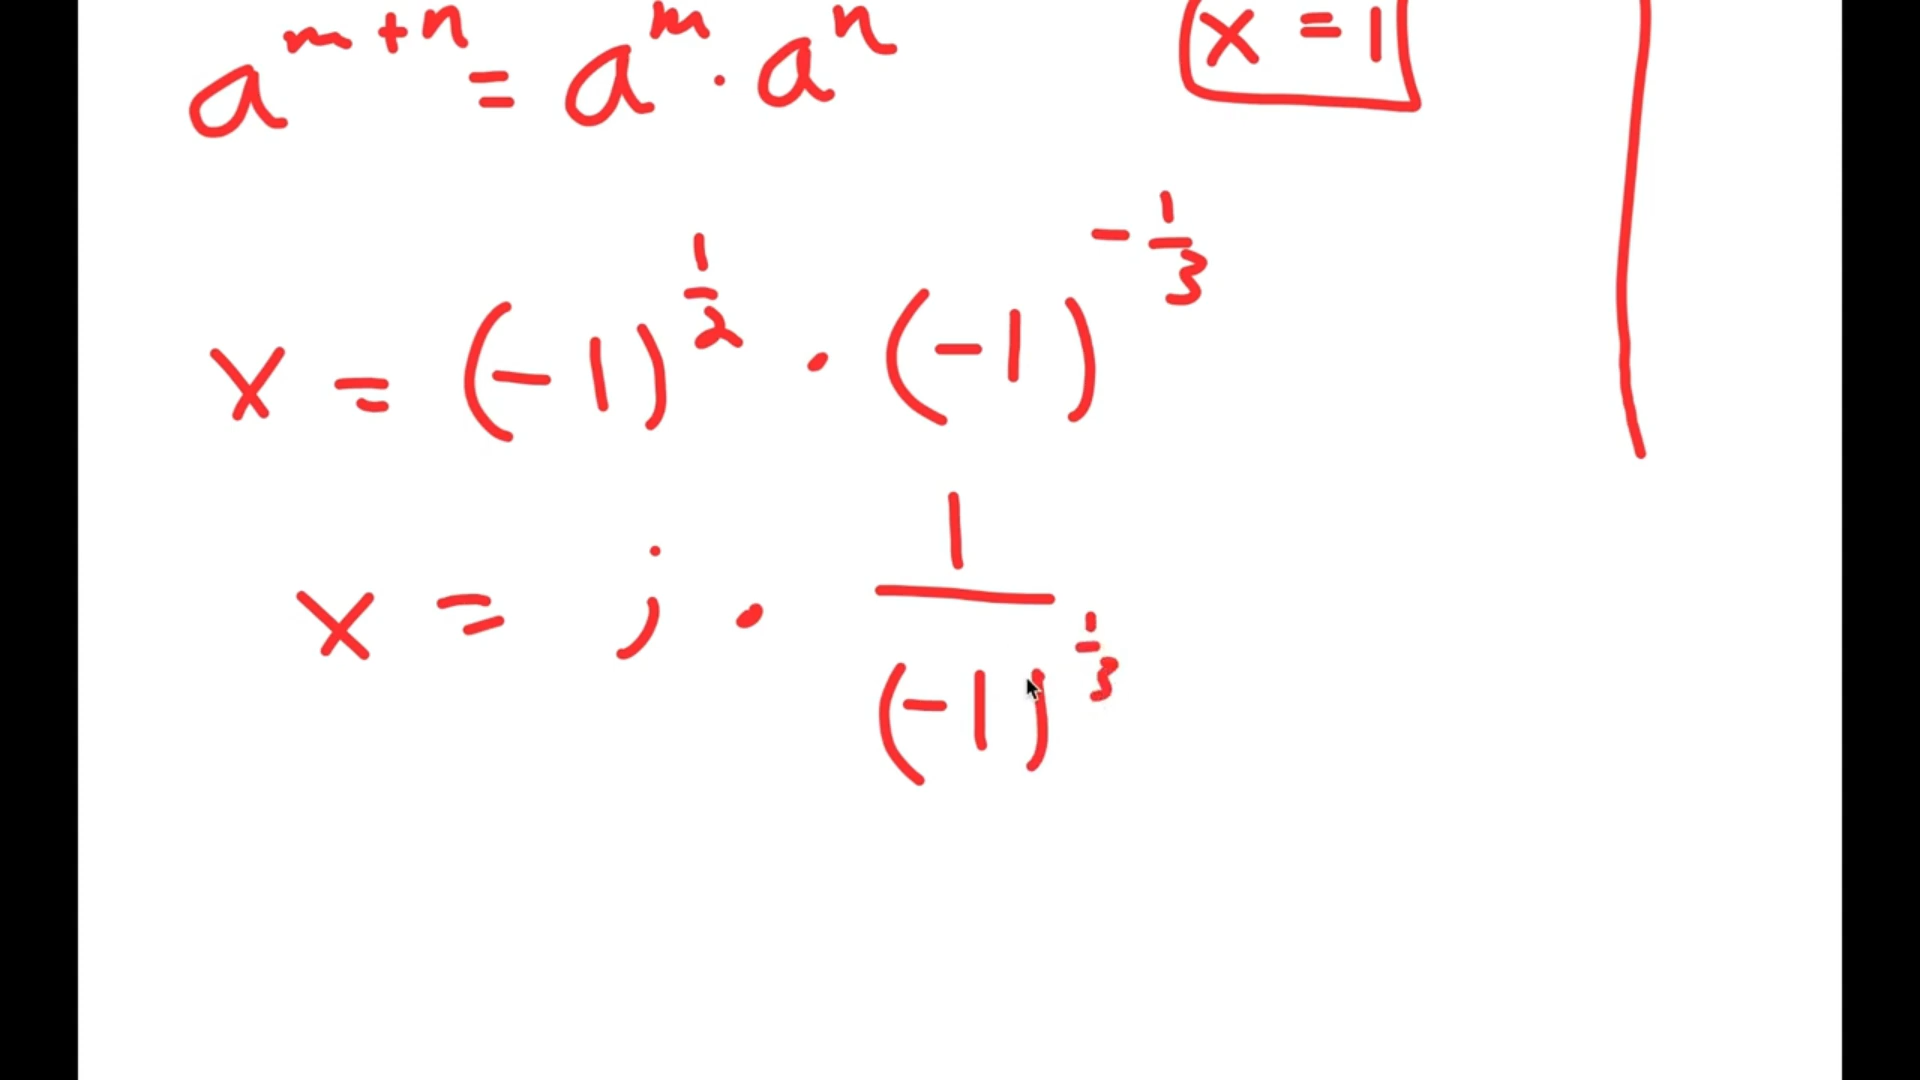 a^{m+n} = a^m · a^n
x = 1
x = (-1)^{1/2} · (-1)^{-1/3}
x = i · 1/(-1)^{1/3}